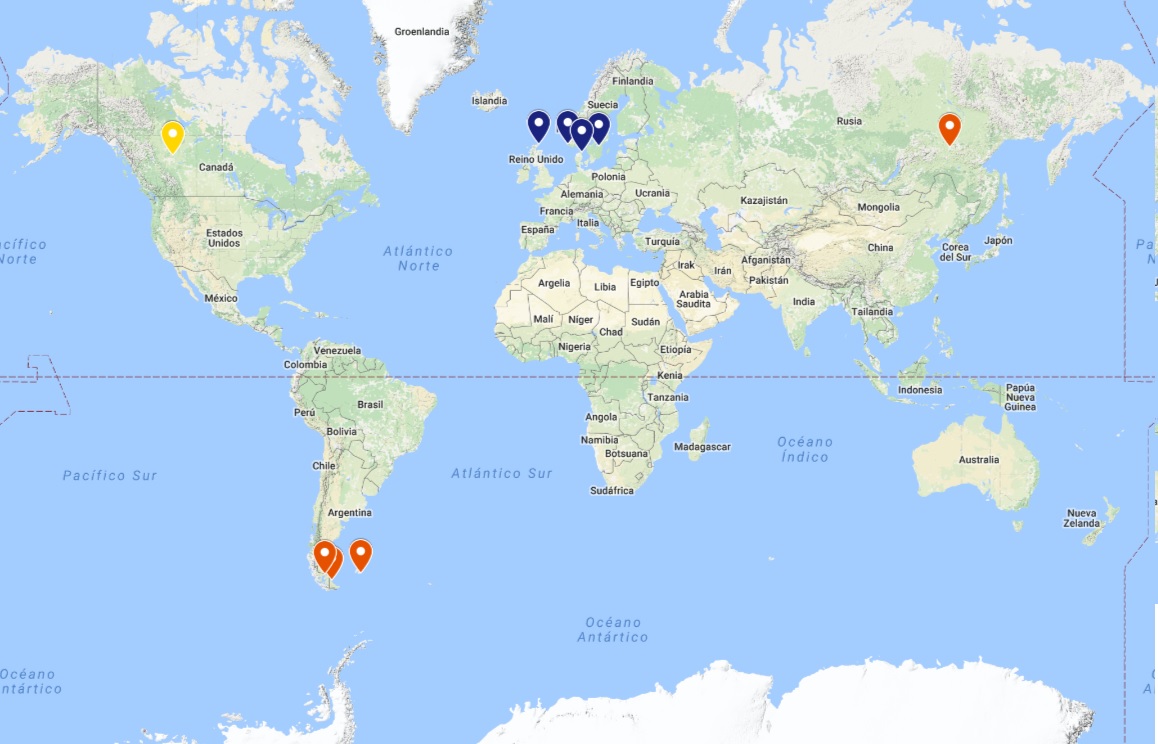 Groenlandia
Finlandia
Islandia
Suecia
Rusia
Reino Unido
Canadá
Polonia
Alemania
Ucrania
Kazajistán
Mongolia
Francia
Italia
España
Estados
Unidos
Turquía
China
Corea
del Sur
Japón
Atlántico
Norte
Afganistán
Irak
Irán
Pakistán
Argelia
Libia
Egipto
Arabia
Saudita
India
México
Tailandia
Malí
Níger
Sudán
Chad
Nigeria
Etiopía
Venezuela
Colombia
Kenia
Indonesia
Papúa
Nueva
Guinea
Tanzania
Brasil
Perú
Angola
Bolivia
Namibia
Botsuana
Madagascar
Océano
Índico
Chile
Australia
Pacífico Sur
Atlántico Sur
Sudáfrica
Argentina
Nueva
Zelanda
Océano
Antártico
cífico
Norte
Océano
ntártico
Pa
N